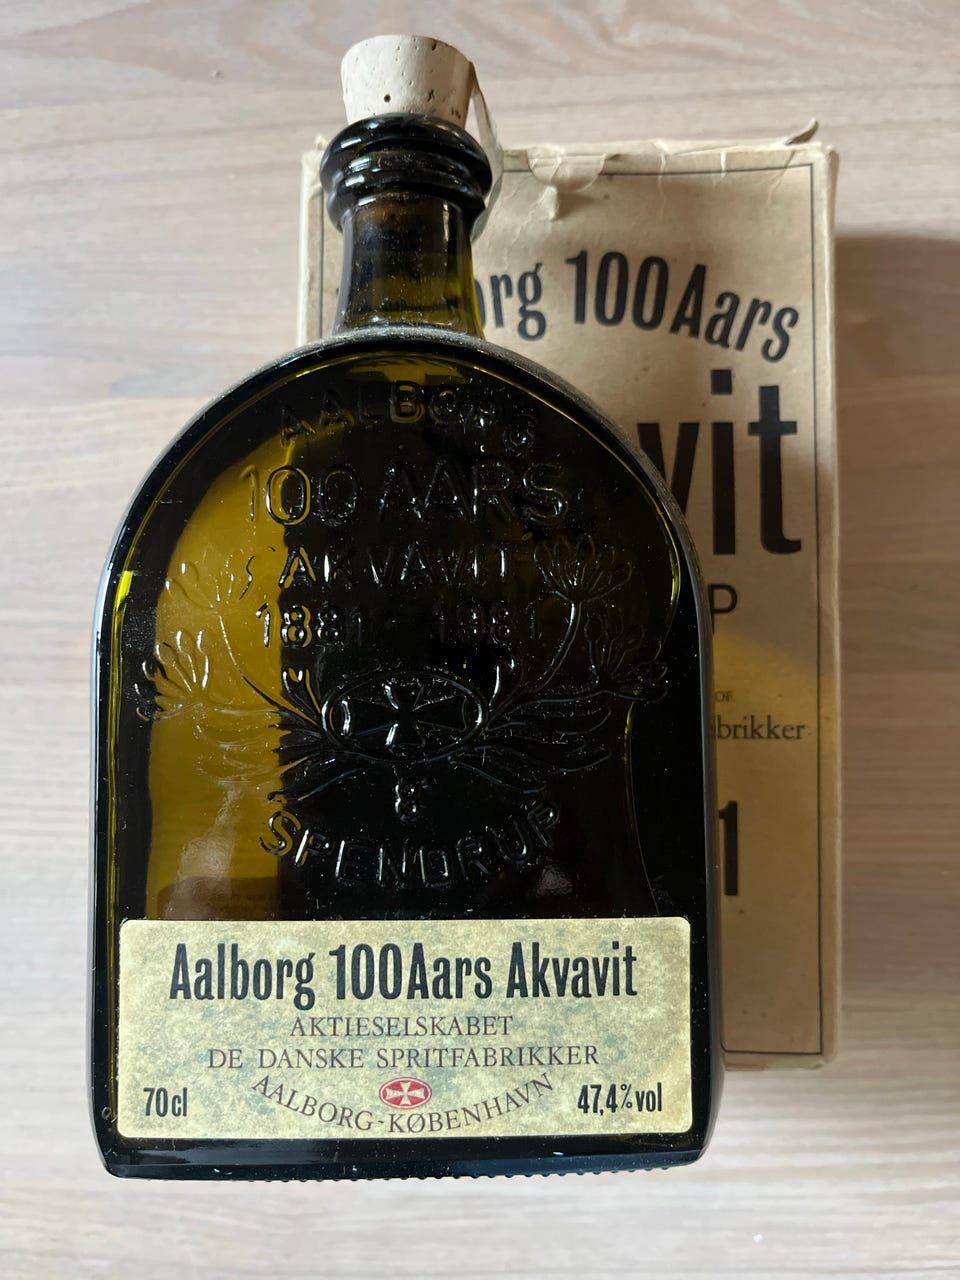 org 100Aars
vit
P
OF
brikker
1
AALBORG
100 AARS
AKVAVIT
1881-1981
&
SPENDRUP
Aalborg 100Aars Akvavit
AKTIESELSKABET
DE DANSKE SPRITFABRIKKER
AALBORG-KØBENHAVN
70cl
47,4%vol